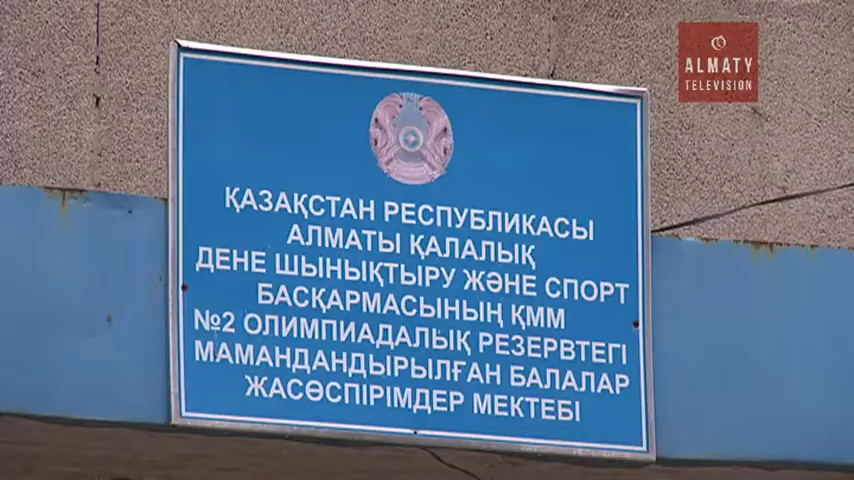 ALMATY
TELEVISION
ҚАЗАҚСТАН РЕСПУБЛИКАСЫ
АЛМАТЫ ҚАЛАЛЫҚ
ДЕНЕ ШЫНЫҚТЫРУ ЖӘНЕ СПОРТ
БАСҚАРМАСЫНЫҢ ҚММ
№2 ОЛИМПИАДАЛЫҚ РЕЗЕРВТЕГІ
МАМАНДАНДЫРЫЛҒАН БАЛАЛАР
ЖАСӨСПІРІМДЕР МЕКТЕБІ